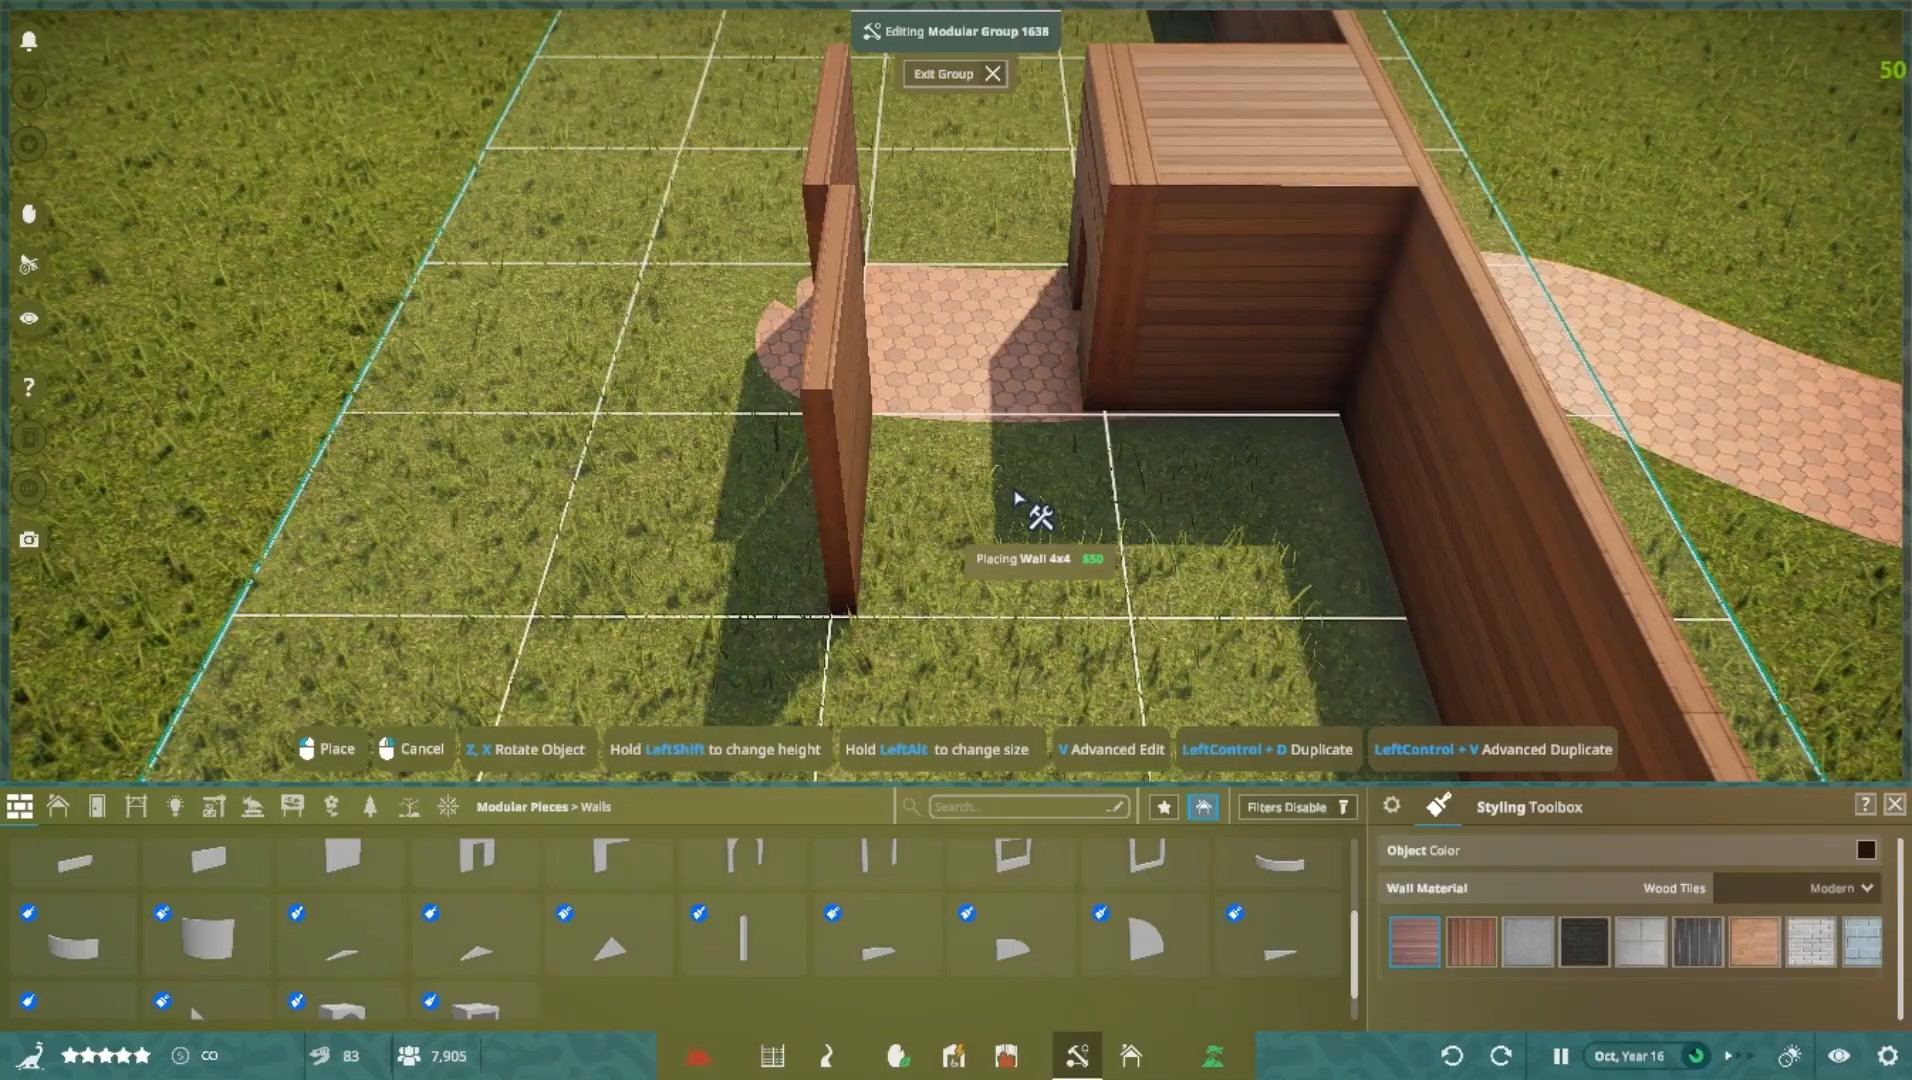 Editing Modular Group 1638
Exit Group
50
?
Placing Wall 4x4 $50
Place
Cancel
Z, X Rotate Object
Hold LeftShift to change height
Hold LeftAlt to change size
V Advanced Edit
LeftControl + D Duplicate
LeftControl + V Advanced Duplicate
Modular Pieces > Walls
Search...
Filters Disable
Styling Toolbox
?
Object Color
Wall Material
Wood Tiles
Modern
83
7,905
Oct, Year 16